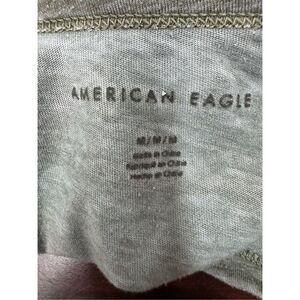 AMERICAN EAGLE
M/M/M
Made in China
Fabriqué en Chine
Hecho en China